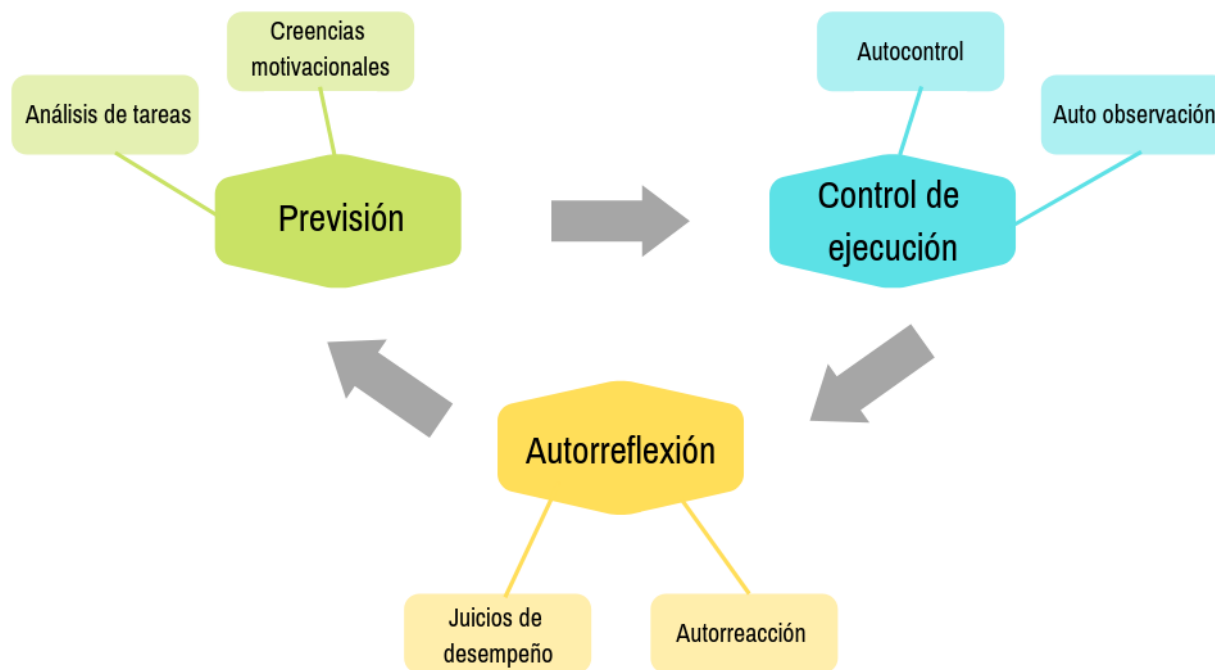 Creencias
motivacionales
Análisis de tareas
Previsión
Autocontrol
Auto observación
Control de
ejecución
Autorreflexión
Juicios de
desempeño
Autorreacción